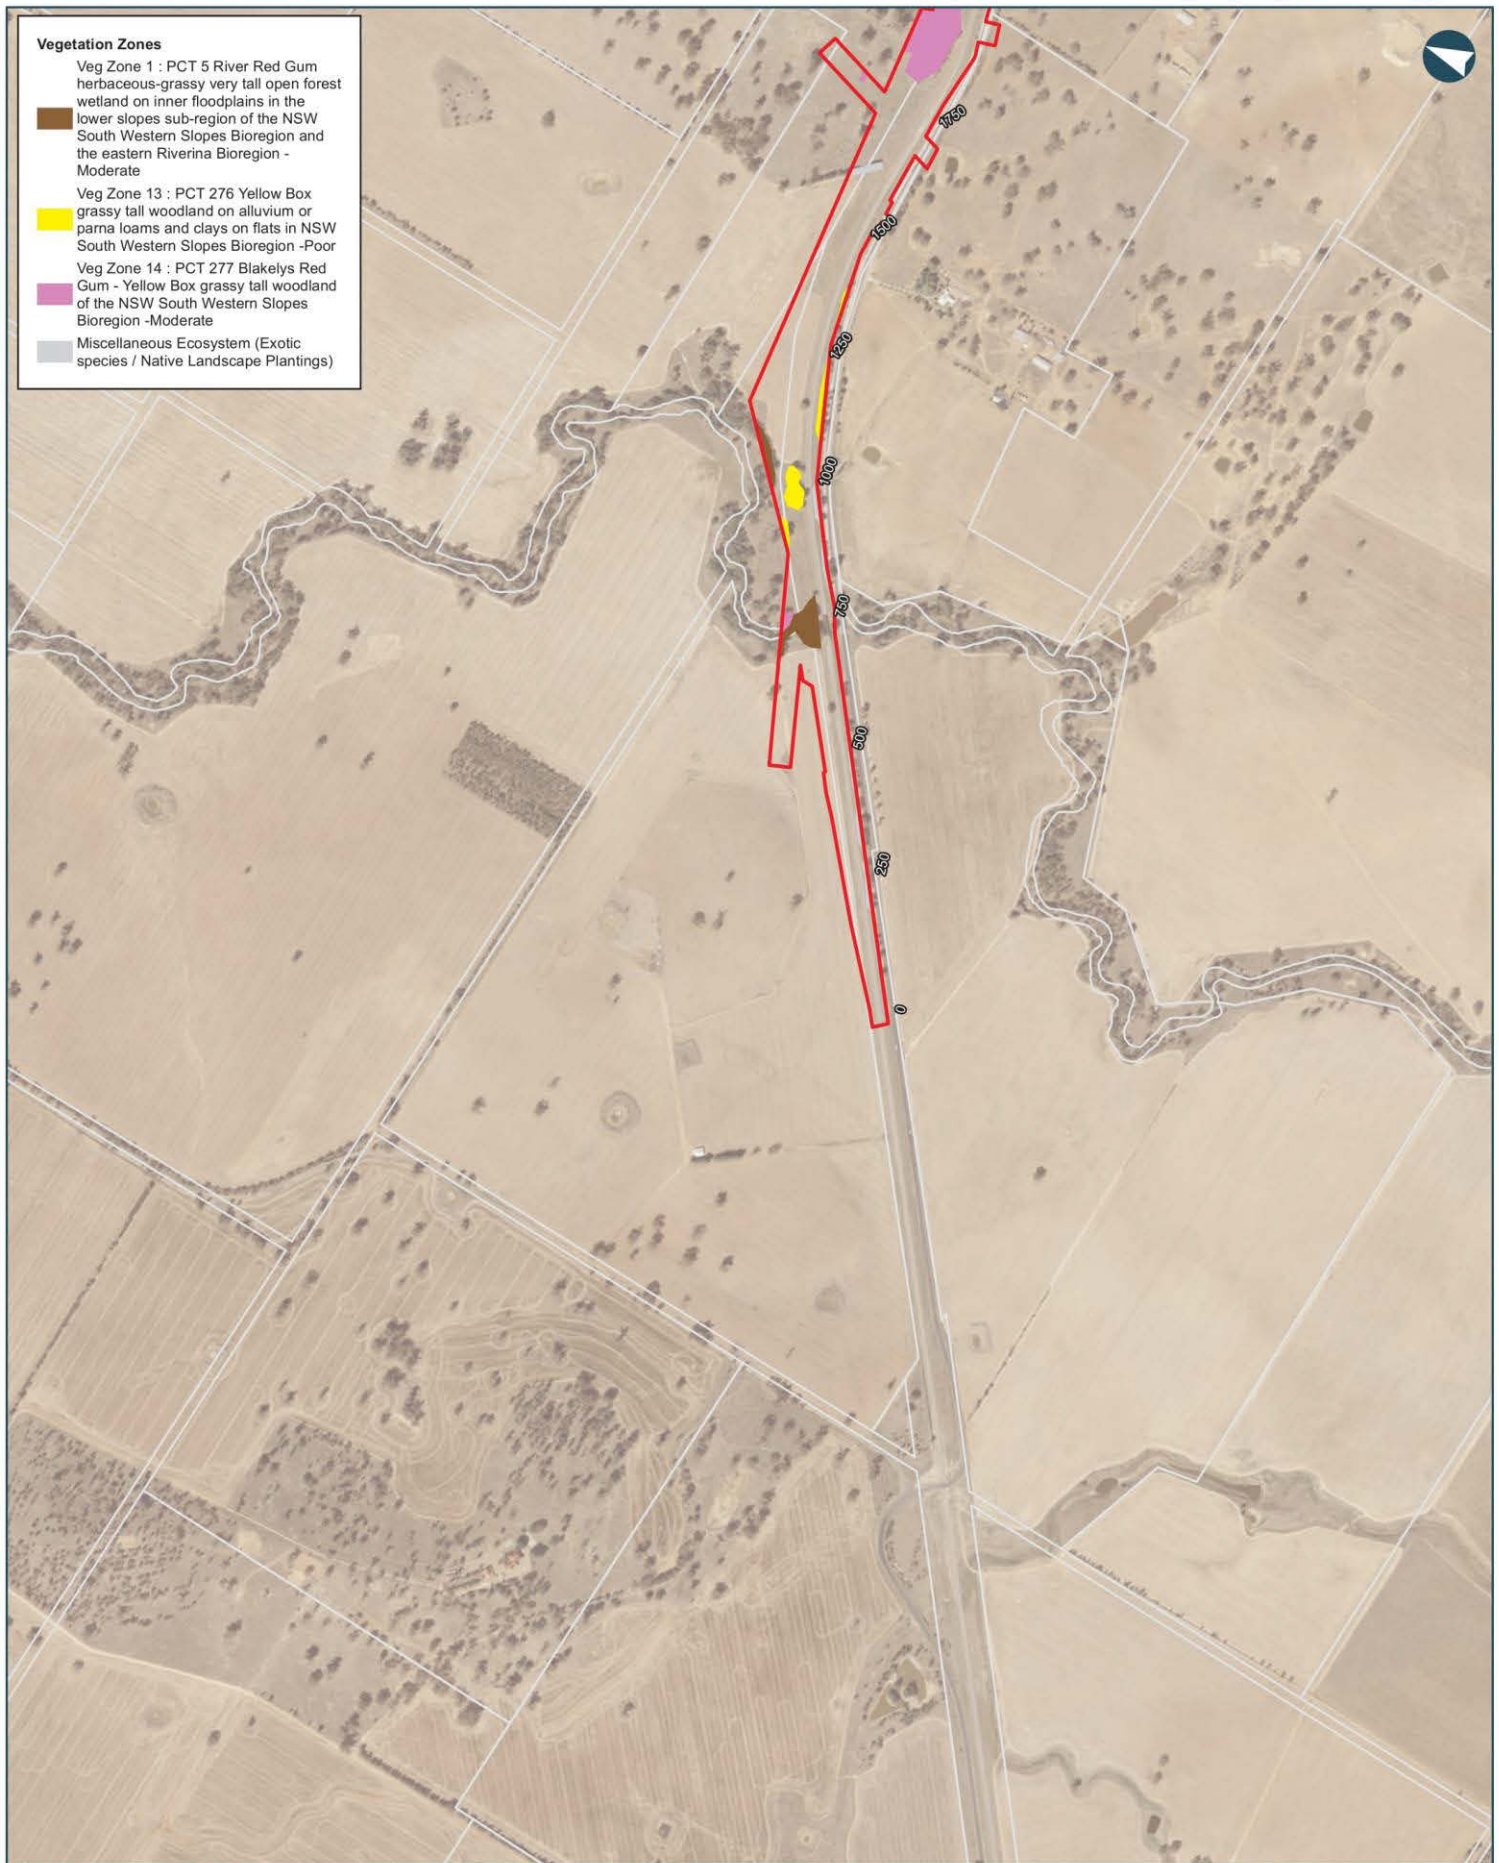 Vegetation Zones
Veg Zone 1 : PCT 5 River Red Gum
herbaceous-grassy very tall open forest
wetland on inner floodplains in the
lower slopes sub-region of the NSW
South Western Slopes Bioregion and
the eastern Riverina Bioregion -
Moderate
Veg Zone 13 : PCT 276 Yellow Box
grassy tall woodland on alluvium or
parna loams and clays on flats in NSW
South Western Slopes Bioregion -Poor
Veg Zone 14 : PCT 277 Blakelys Red
Gum - Yellow Box grassy tall woodland
of the NSW South Western Slopes
Bioregion -Moderate
Miscellaneous Ecosystem (Exotic
species / Native Landscape Plantings)
1750
1500
1250
1000
750
500
250
0